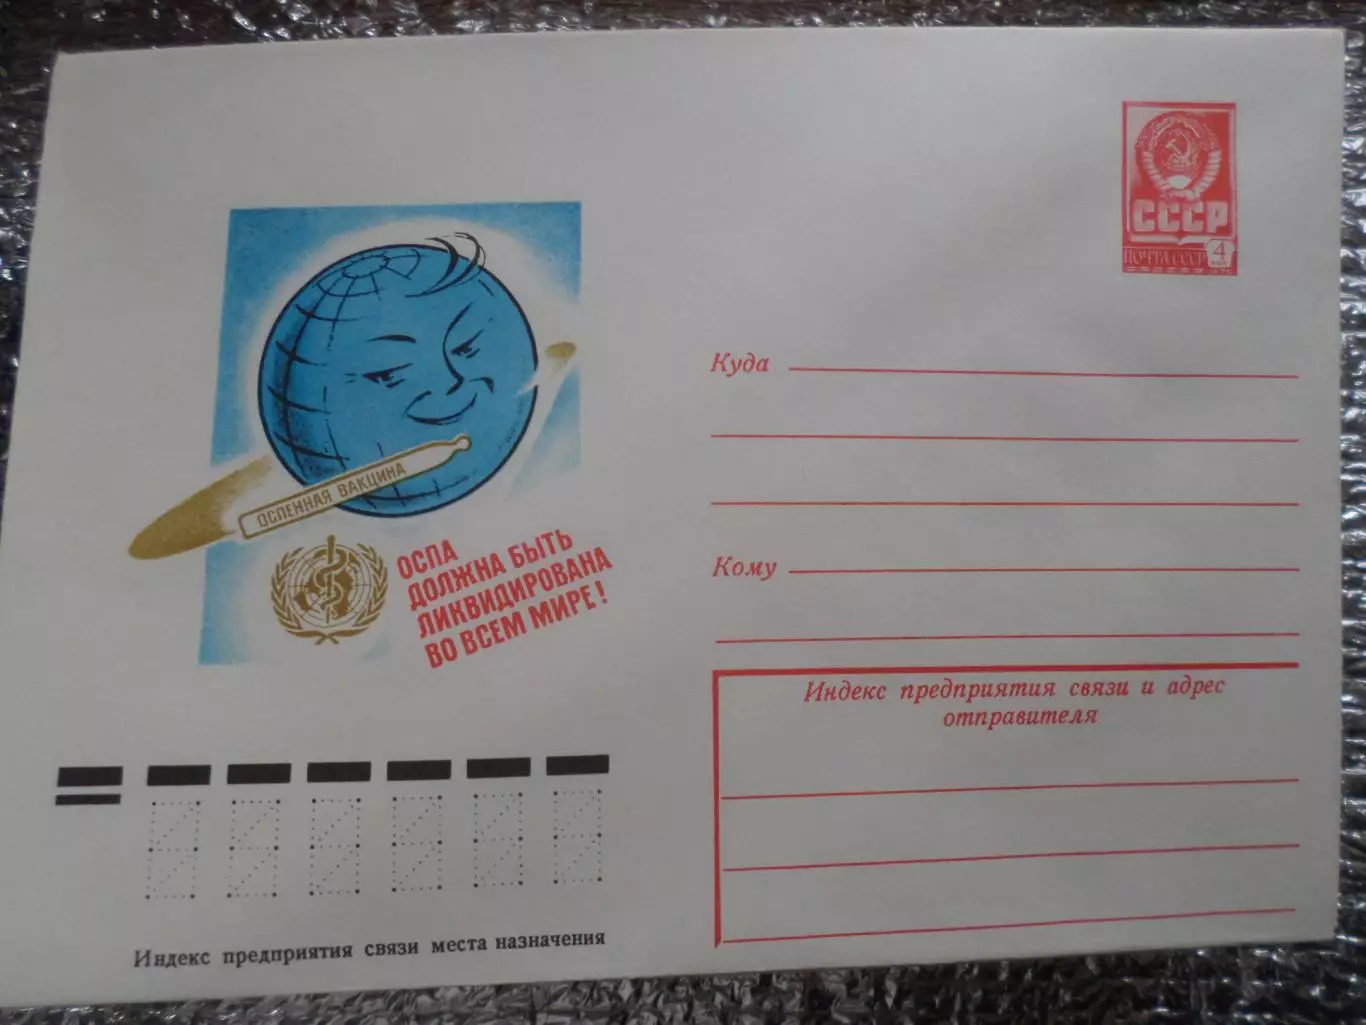 СССР
ПОЧТА СССР 4
Куда
ОСПЕННАЯ ВАКЦИНА
ОСПА
ДОЛЖНА БЫТЬ
ЛИКВИДИРОВАНА
ВО ВСЕМ МИРЕ!
Кому
Индекс предприятия связи и адрес
отправителя
Индекс предприятия связи места назначения